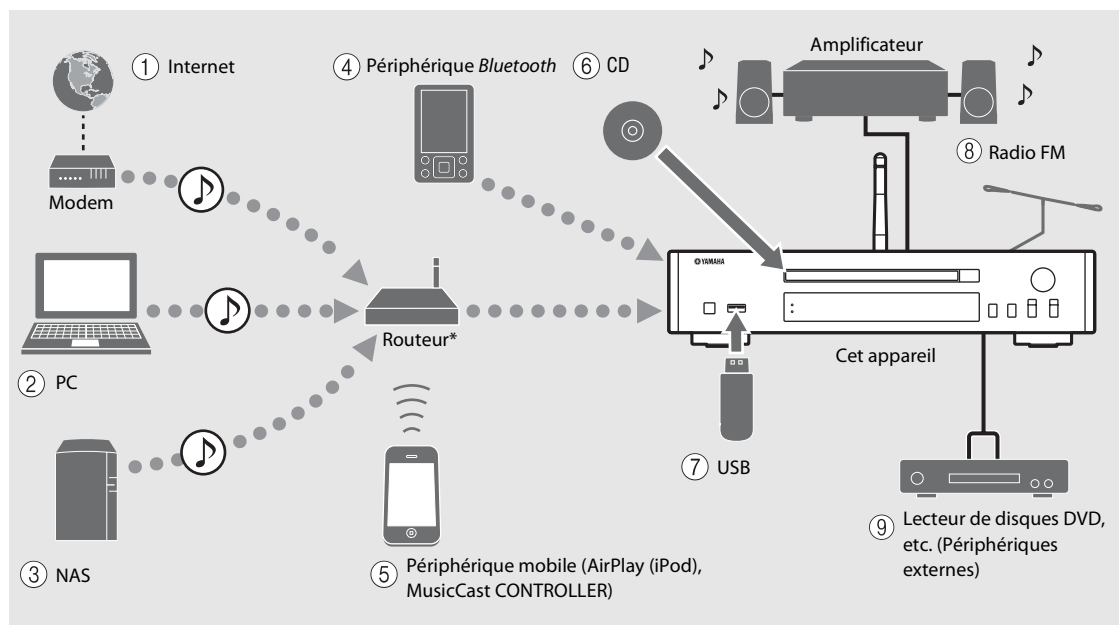 ① Internet
④ Périphérique Bluetooth
⑥ CD
Amplificateur
⑧ Radio FM
Modem
YAMAHA
Routeur*
Cet appareil
② PC
⑦ USB
③ NAS
⑤ Périphérique mobile (AirPlay (iPod),
MusicCast CONTROLLER)
⑨ Lecteur de disques DVD,
etc. (Périphériques
externes)